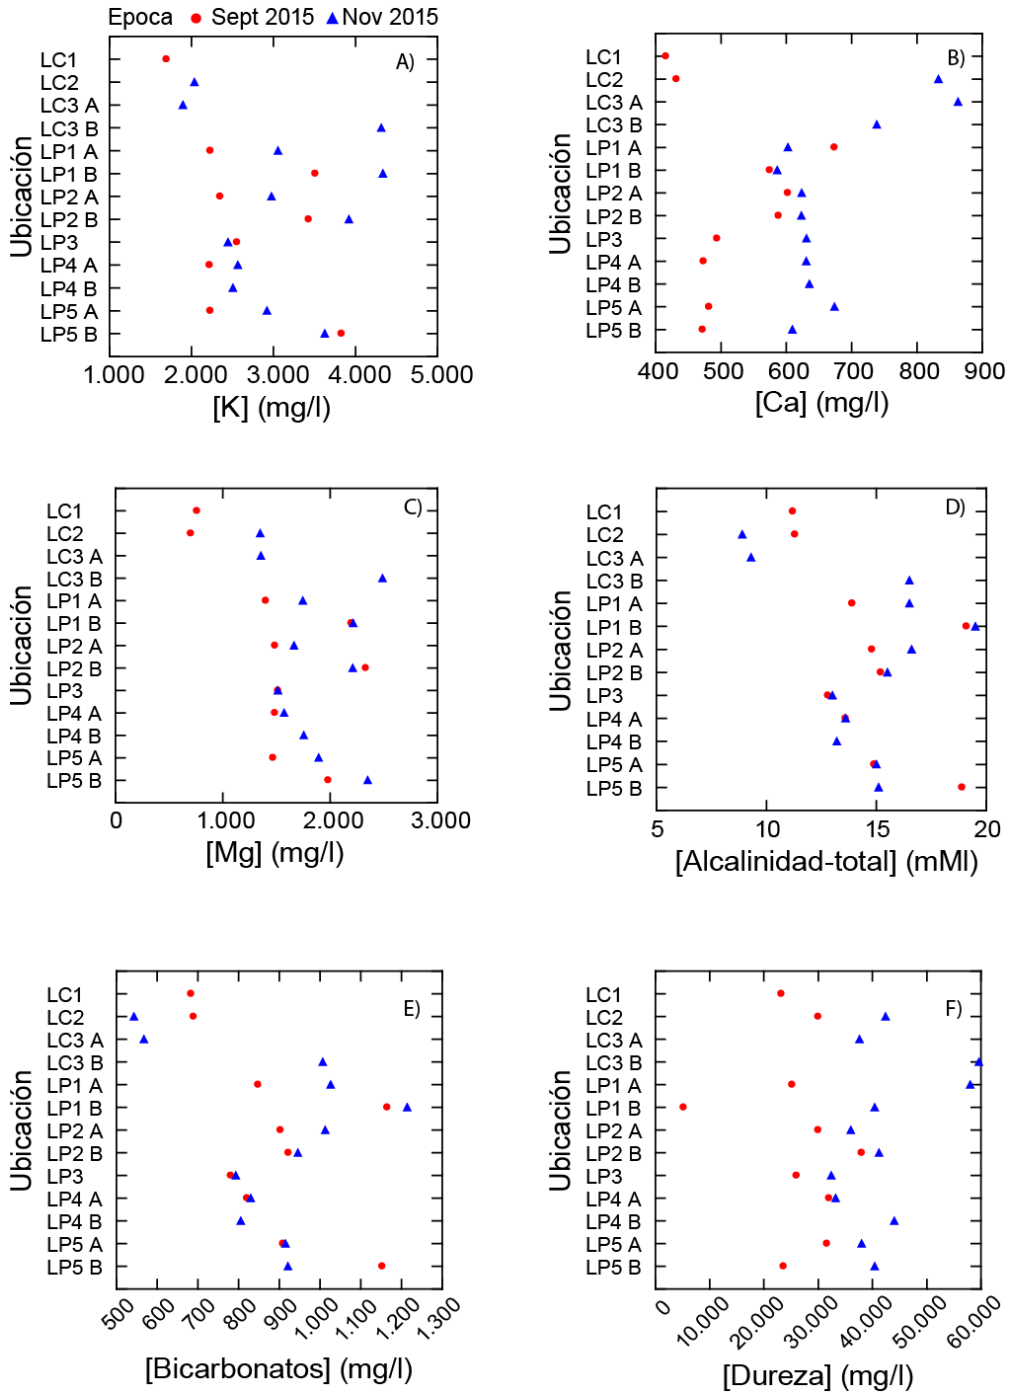 Epoca Sept 2015 Nov 2015
A)
LC1
LC2
LC3 A
LC3 B
LP1 A
LP1 B
LP2 A
LP2 B
LP3
LP4 A
LP4 B
LP5 A
LP5 B
Ubicación
1.000 2.000 3.000 4.000 5.000
[K] (mg/l)
B)
LC1
LC2
LC3 A
LC3 B
LP1 A
LP1 B
LP2 A
LP2 B
LP3
LP4 A
LP4 B
LP5 A
LP5 B
Ubicación
400 500 600 700 800 900
[Ca] (mg/l)
C)
LC1
LC2
LC3 A
LC3 B
LP1 A
LP1 B
LP2 A
LP2 B
LP3
LP4 A
LP4 B
LP5 A
LP5 B
Ubicación
0 1.000 2.000 3.000
[Mg] (mg/l)
D)
LC1
LC2
LC3 A
LC3 B
LP1 A
LP1 B
LP2 A
LP2 B
LP3
LP4 A
LP4 B
LP5 A
LP5 B
Ubicación
5 10 15 20
[Alcalinidad-total] (mMl)
E)
LC1
LC2
LC3 A
LC3 B
LP1 A
LP1 B
LP2 A
LP2 B
LP3
LP4 A
LP4 B
LP5 A
LP5 B
Ubicación
500 600 700 800 900 1.000 1.100 1.200 1.300
[Bicarbonatos] (mg/l)
F)
LC1
LC2
LC3 A
LC3 B
LP1 A
LP1 B
LP2 A
LP2 B
LP3
LP4 A
LP4 B
LP5 A
LP5 B
Ubicación
0 10.000 20.000 30.000 40.000 50.000 60.000
[Dureza] (mg/l)